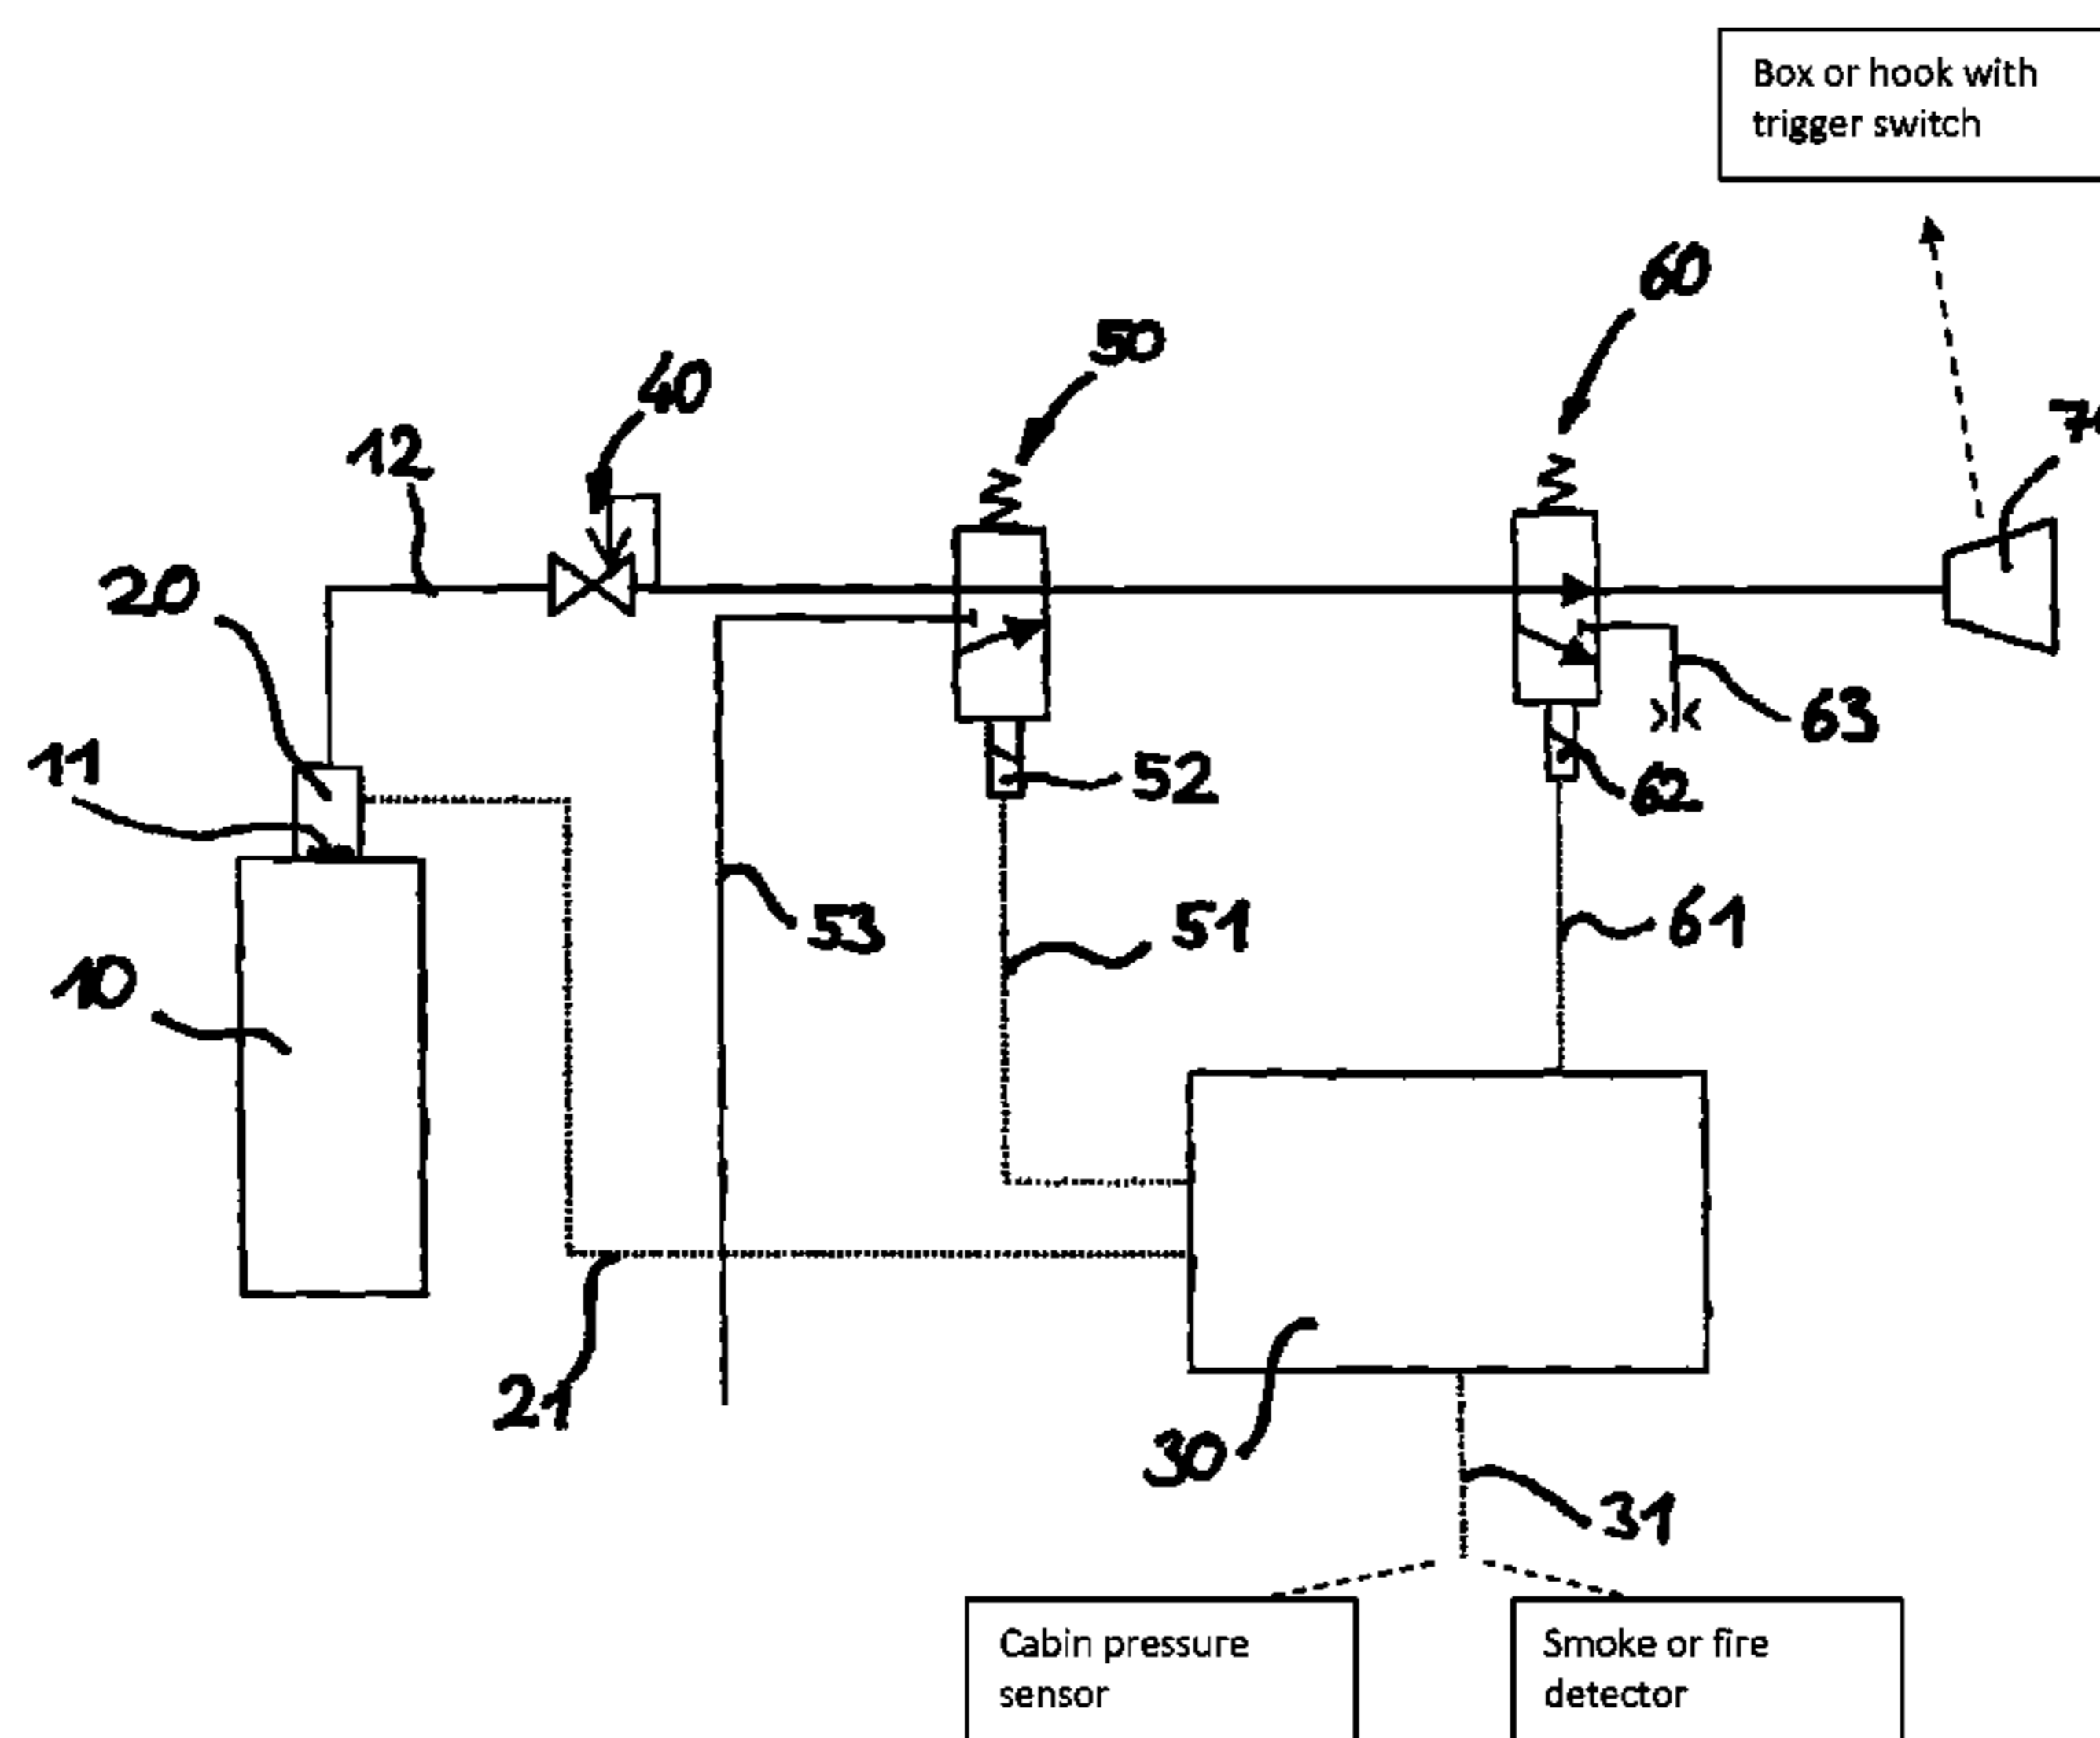 Box or hook with
trigger switch
60
50
40
12
20
11
52
62
63
53
51
61
10
21
30
31
Cabin pressure
sensor
Smoke or fire
detector